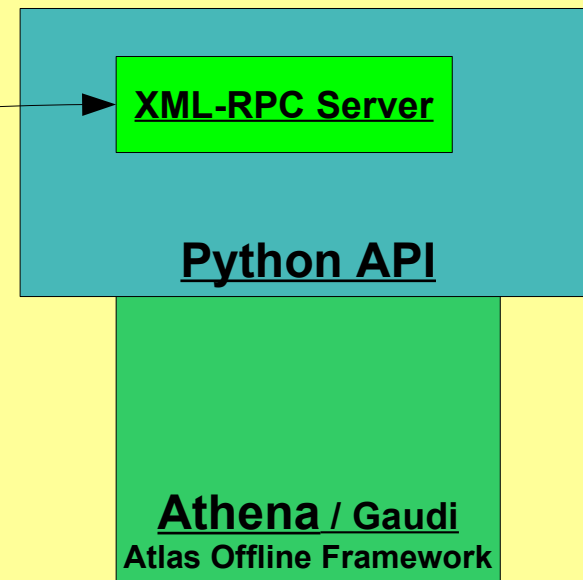 XML-RPC Server
Python API
Athena / Gaudi
Atlas Offline Framework